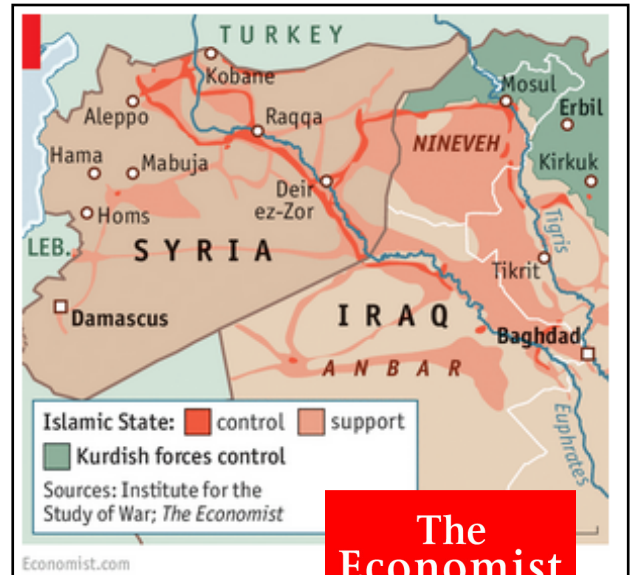 TURKEY
Kobane
Aleppo
Raqqa
Mosul
Erbil
NINEVEH
Kirkuk
Hama
Mabuja
Deir
ez-Zor
Homs
Tigris
LEB.
SYRIA
Tikrit
Damascus
IRAQ
Baghdad
ANBAR
Euphrates
Islamic State: control support
Kurdish forces control
Sources: Institute for the
Study of War; The Economist
The
Economist
Economist.com